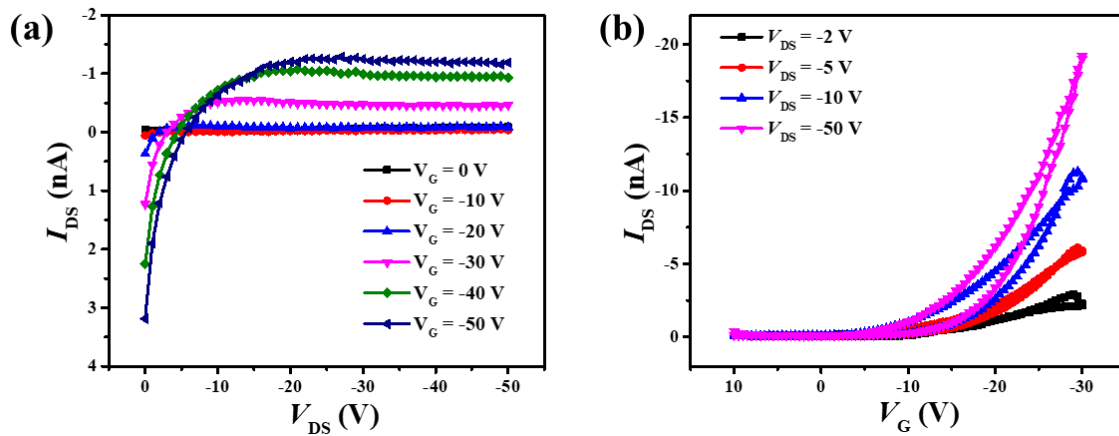 (a)
-2
-1
0
1
2
3
4
I_DS (nA)
0
-10
-20
-30
-40
-50
V_DS (V)
V_G = 0 V
V_G = -10 V
V_G = -20 V
V_G = -30 V
V_G = -40 V
V_G = -50 V
(b)
-20
-15
-10
-5
0
I_DS (nA)
10
0
-10
-20
-30
V_G (V)
V_DS = -2 V
V_DS = -5 V
V_DS = -10 V
V_DS = -50 V